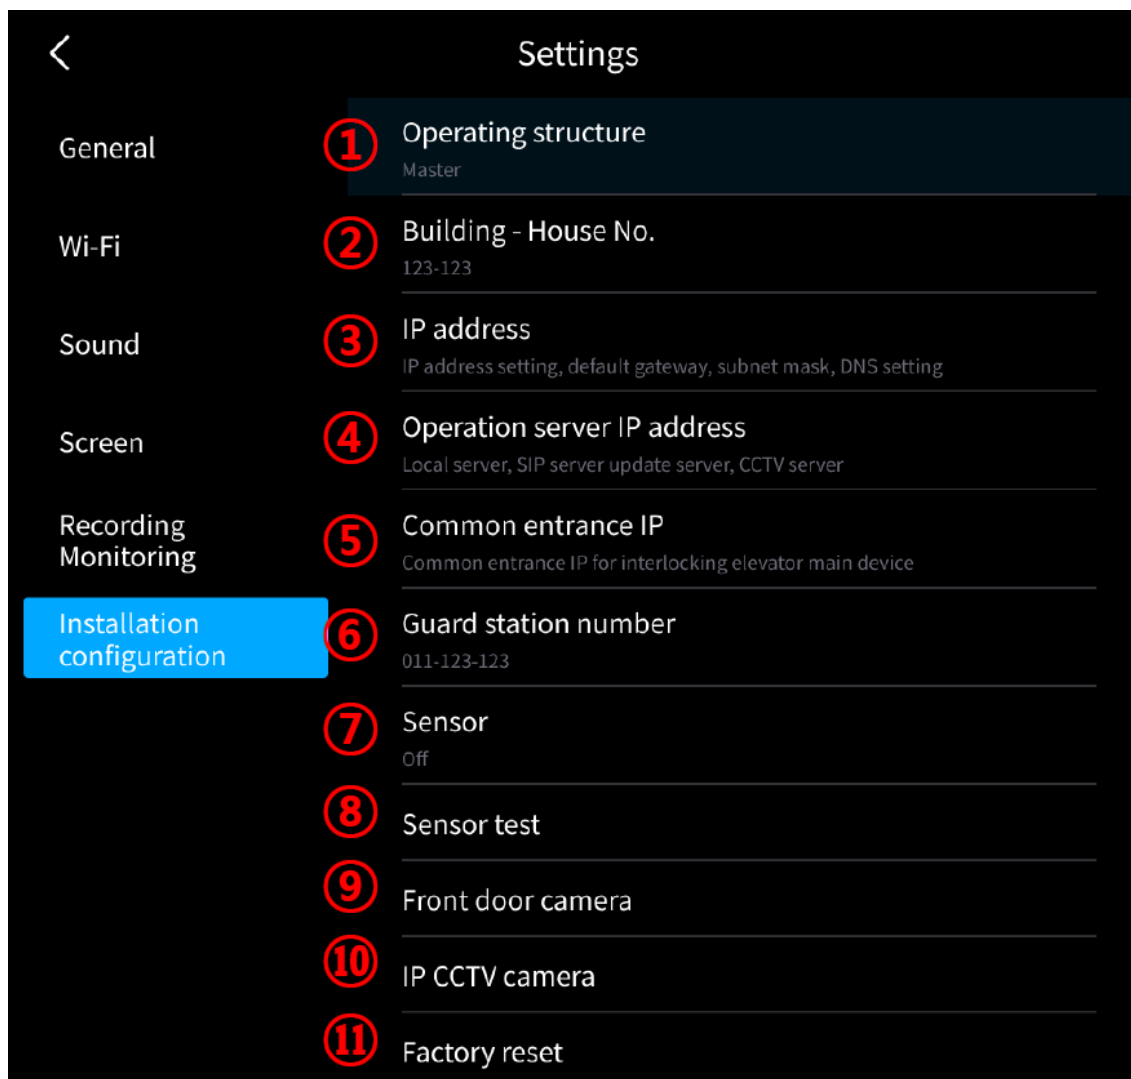 Settings
General
Wi-Fi
Sound
Screen
Recording
Monitoring
Installation
configuration
① Operating structure
Master
② Building - House No.
123-123
③ IP address
IP address setting, default gateway, subnet mask, DNS setting
④ Operation server IP address
Local server, SIP server update server, CCTV server
⑤ Common entrance IP
Common entrance IP for interlocking elevator main device
⑥ Guard station number
011-123-123
⑦ Sensor
Off
⑧ Sensor test
⑨ Front door camera
⑩ IP CCTV camera
⑪ Factory reset